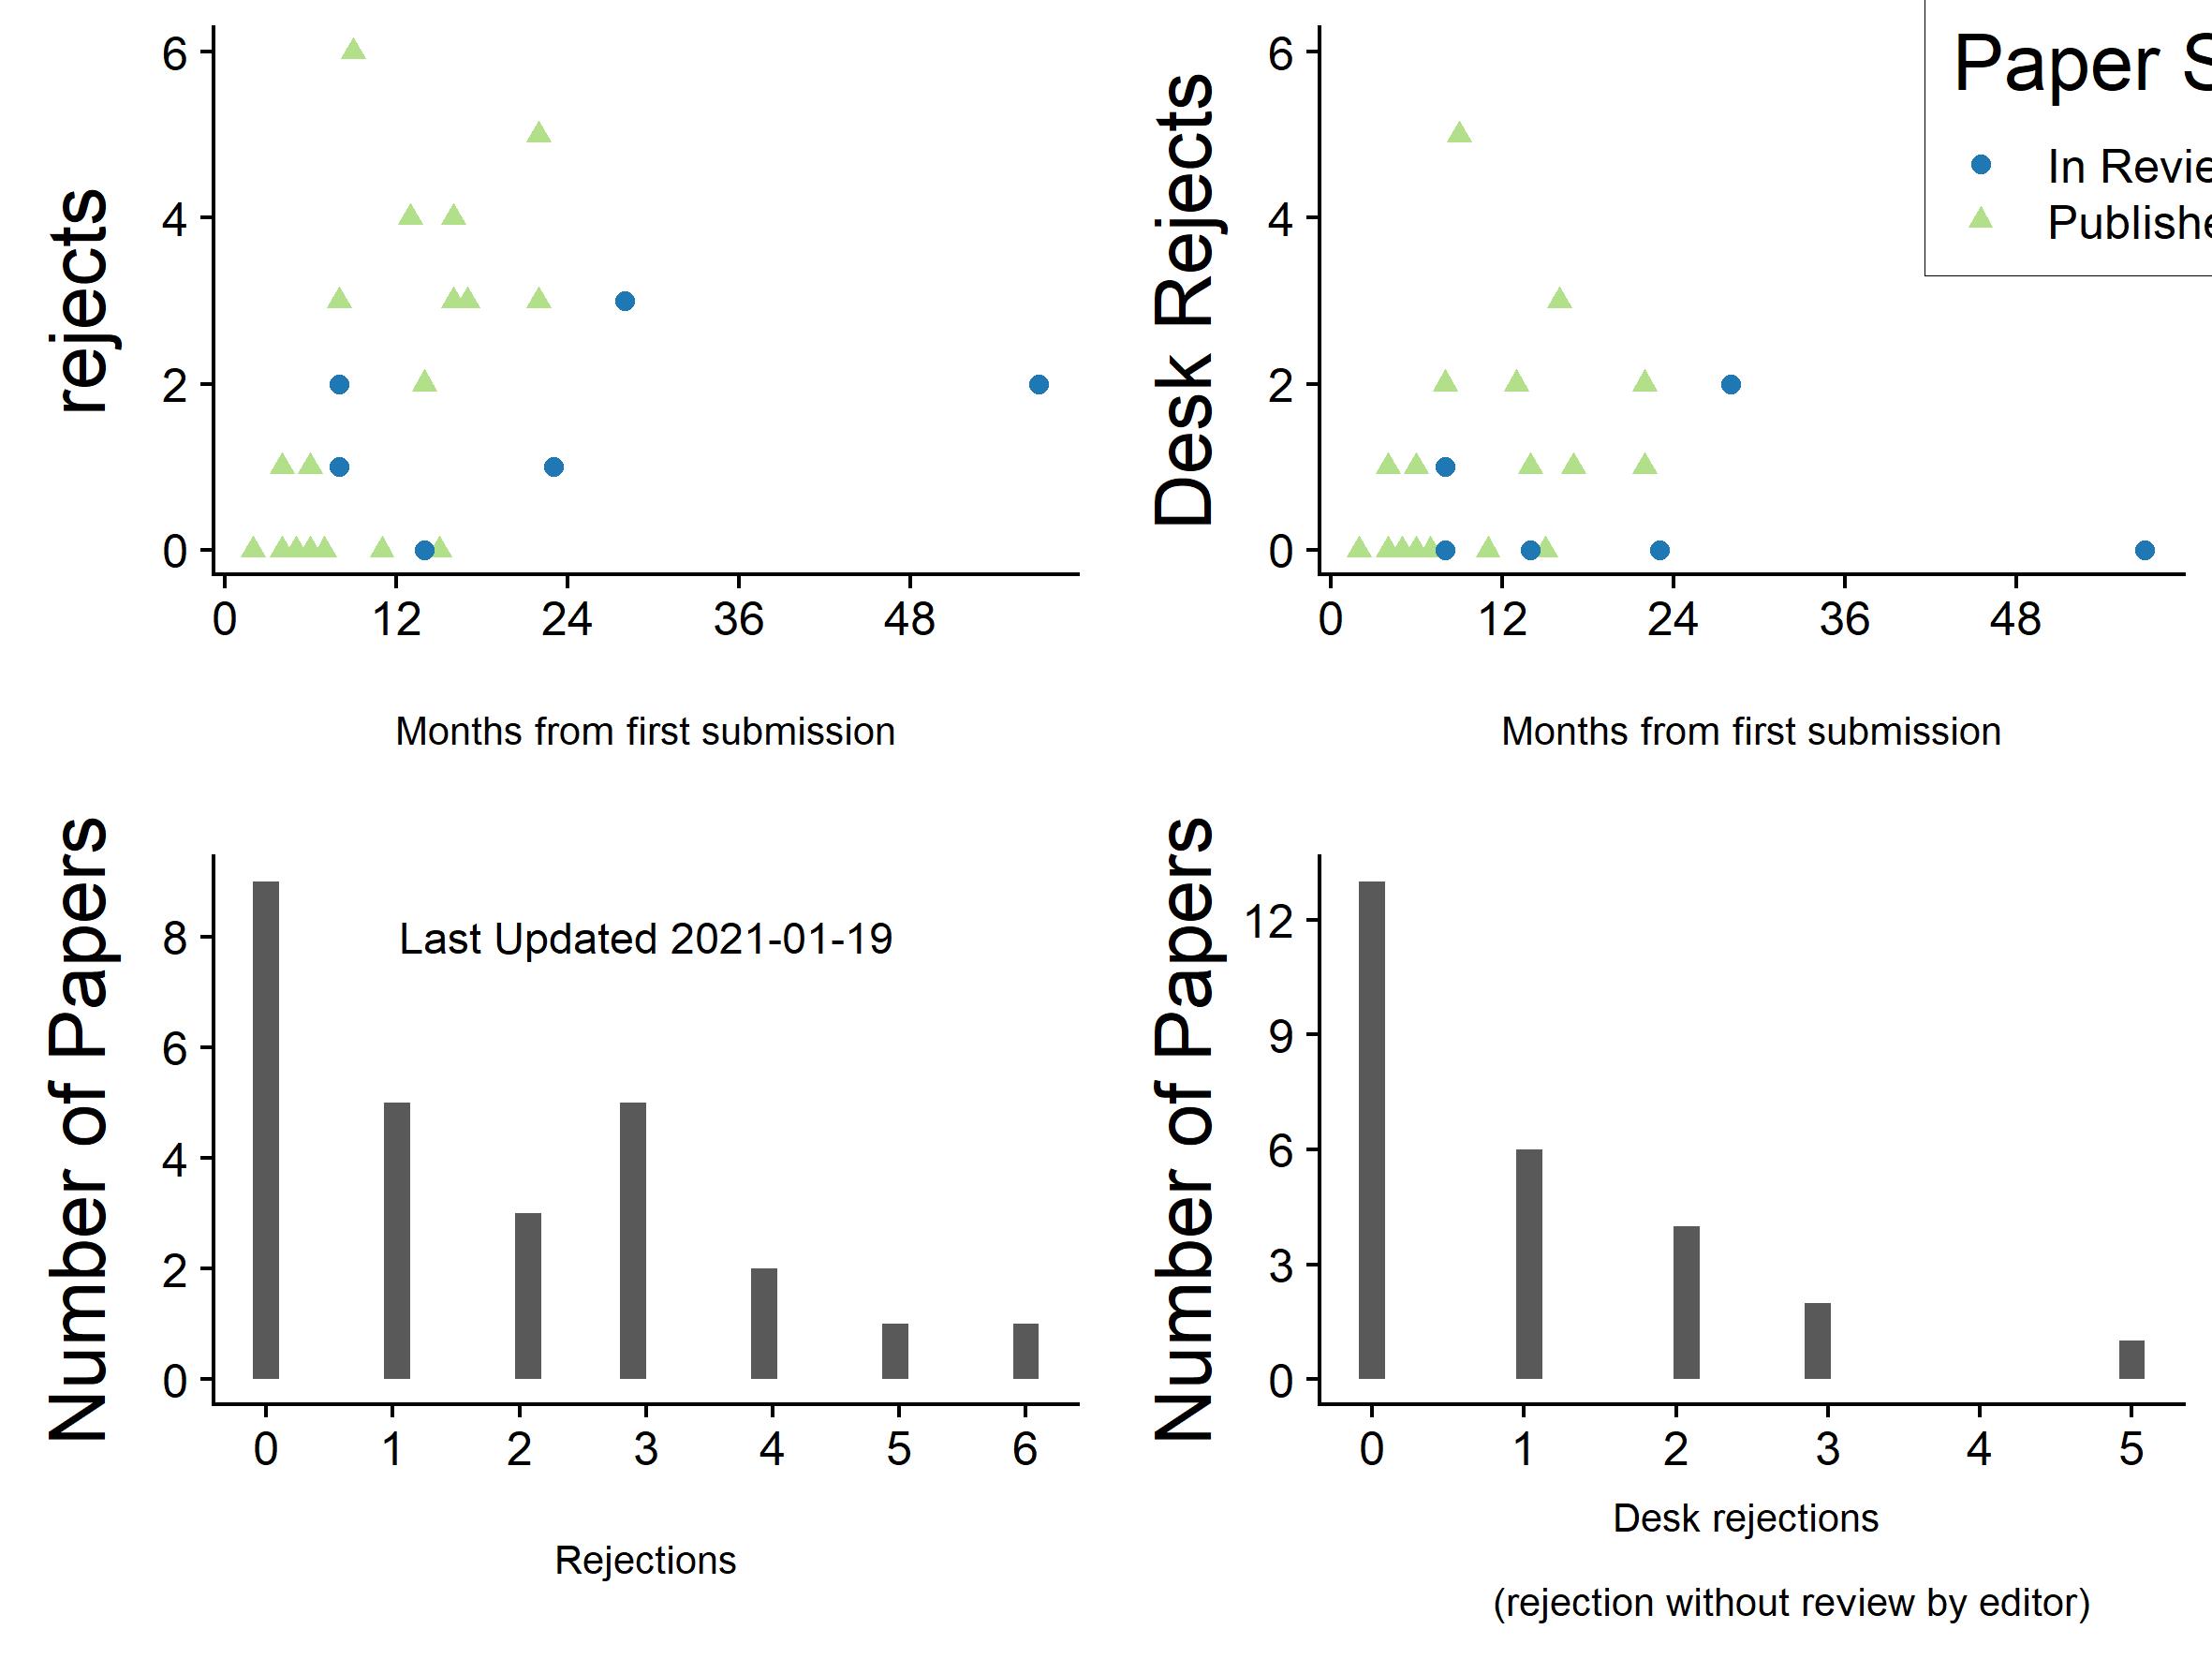 rejects
6
4
2
0
0 12 24 36 48
Months from first submission
Desk Rejects
6
4
2
0
0 12 24 36 48
Months from first submission
Paper
In
Number of Papers
8
6
4
2
0
Last Updated 2021-01-19
0 1 2 3 4 5 6
Rejections
Number of Papers
12
9
6
3
0
0 1 2 3 4 5
Desk rejections
(rejection without review by editor)